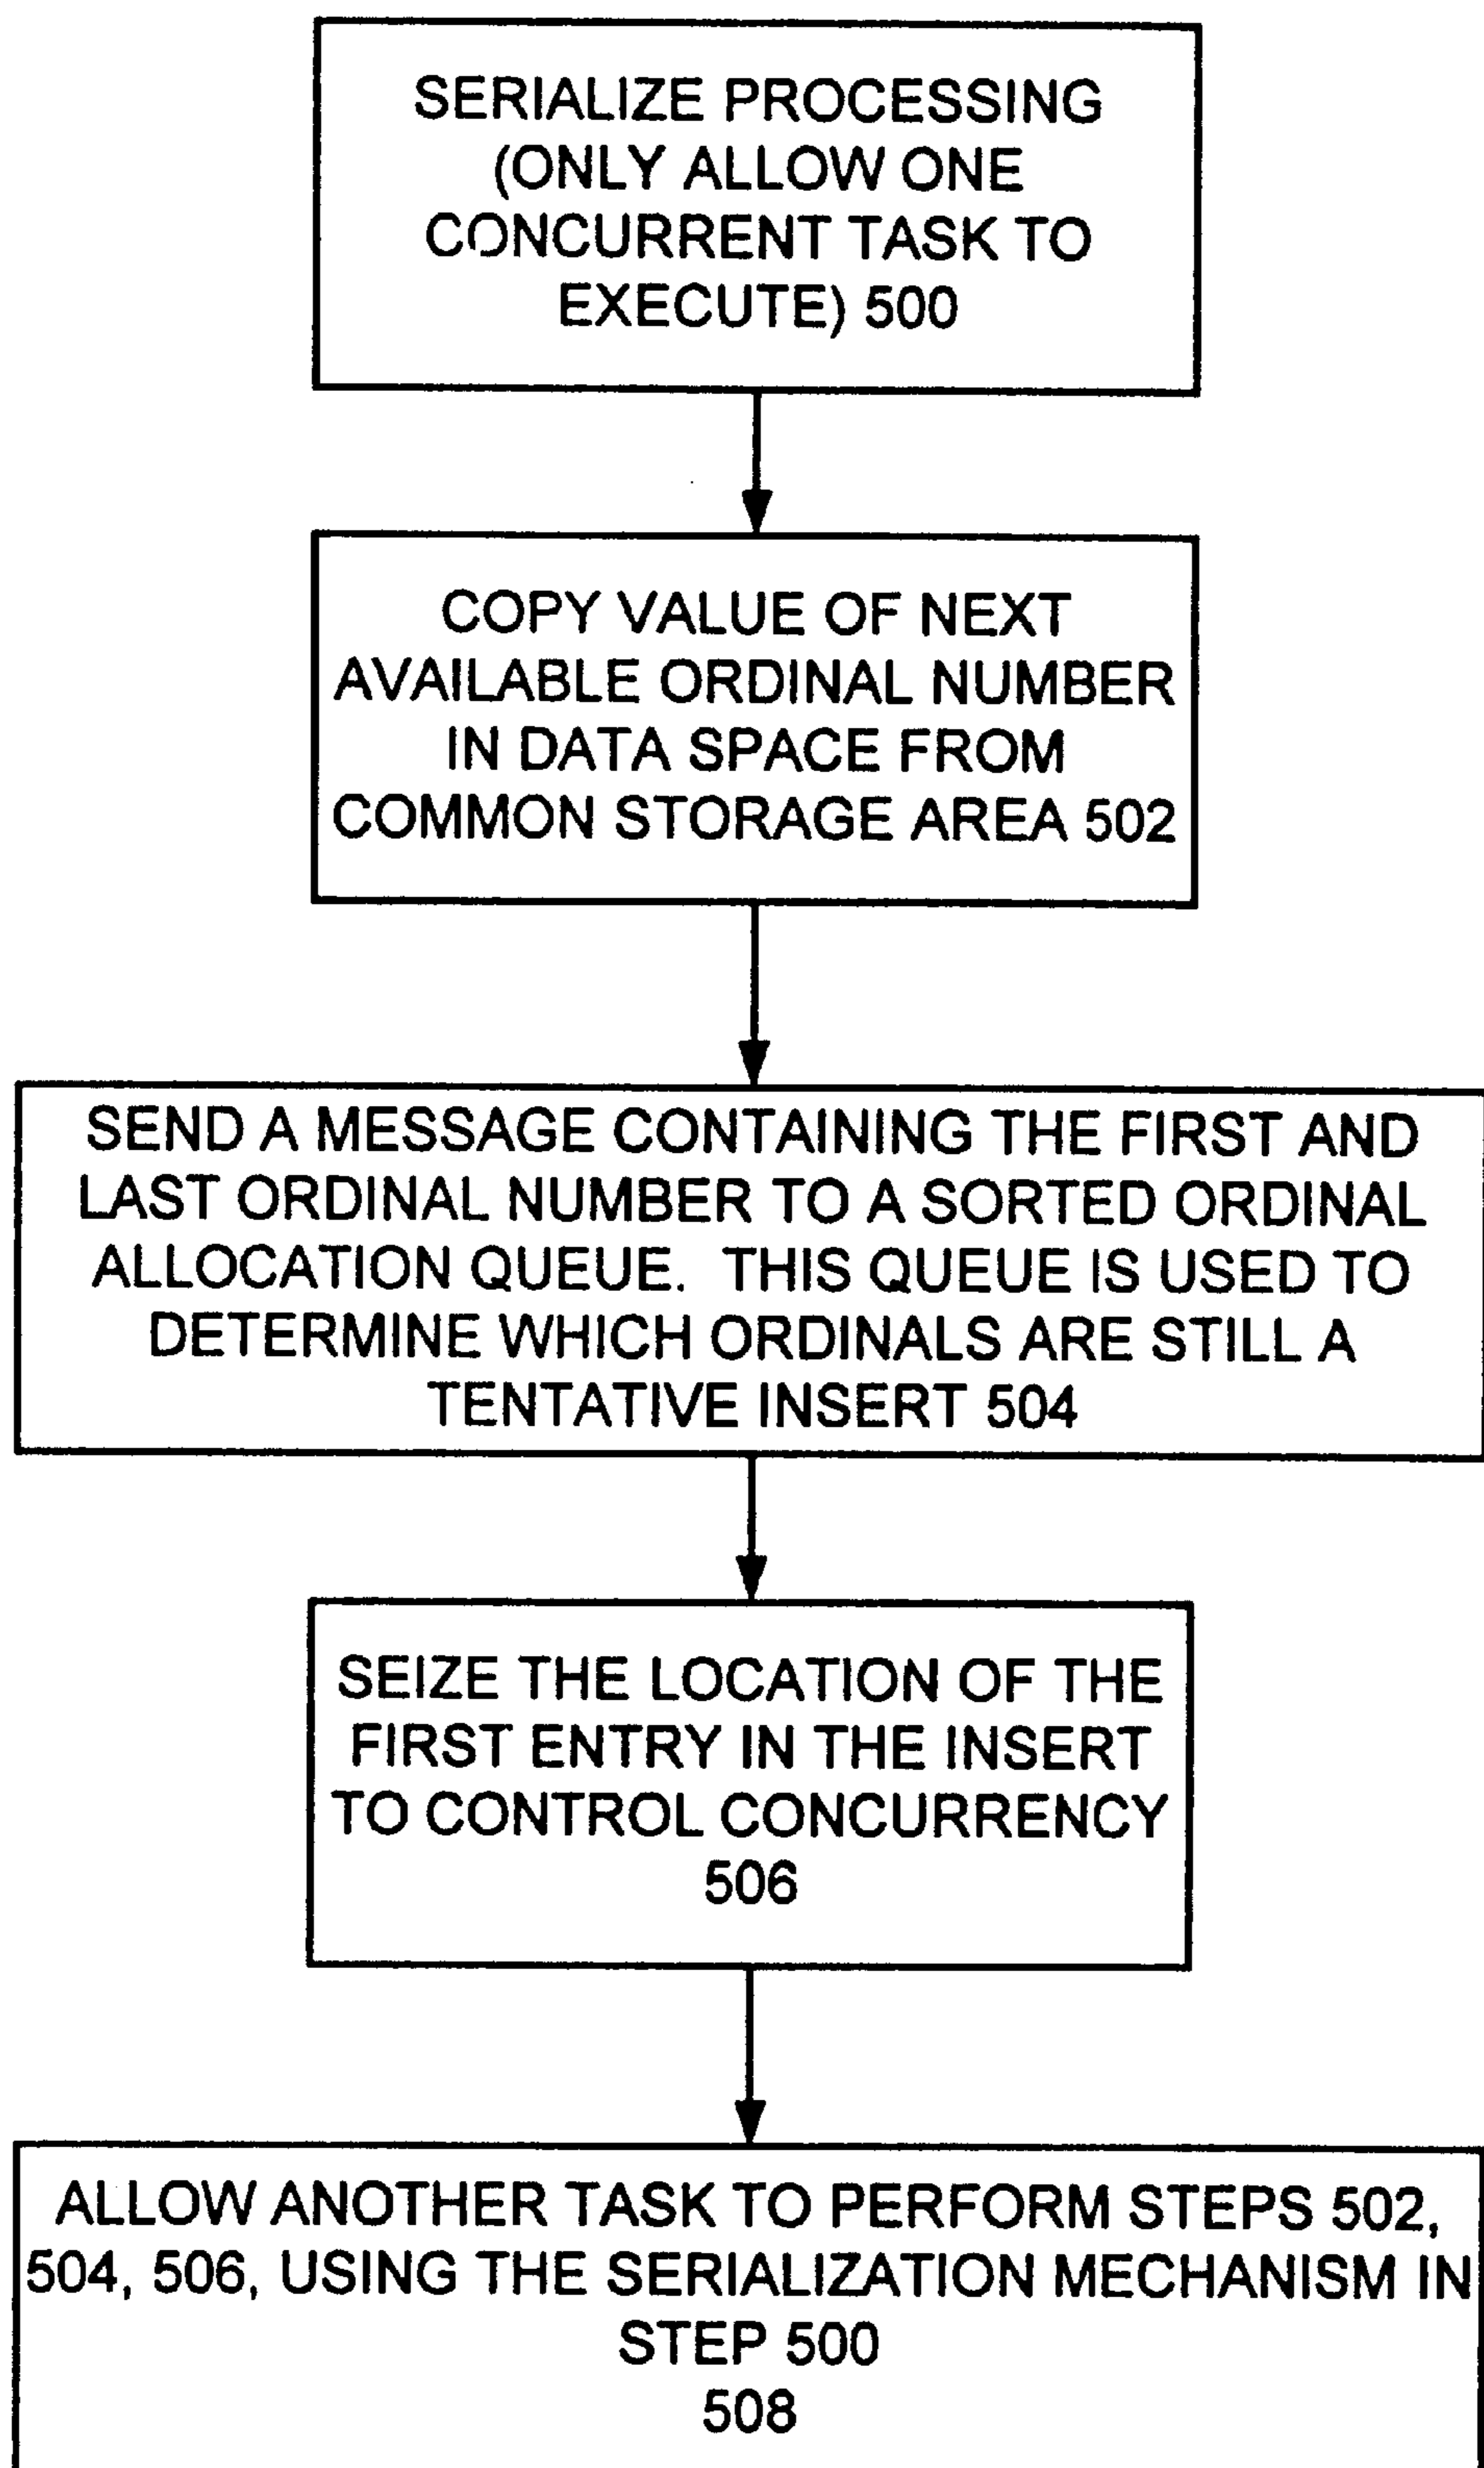 SERIALIZE PROCESSING
(ONLY ALLOW ONE
CONCURRENT TASK TO
EXECUTE) 500
COPY VALUE OF NEXT
AVAILABLE ORDINAL NUMBER
IN DATA SPACE FROM
COMMON STORAGE AREA 502
SEND A MESSAGE CONTAINING THE FIRST AND
LAST ORDINAL NUMBER TO A SORTED ORDINAL
ALLOCATION QUEUE. THIS QUEUE IS USED TO
DETERMINE WHICH ORDINALS ARE STILL A
TENTATIVE INSERT 504
SEIZE THE LOCATION OF THE
FIRST ENTRY IN THE INSERT
TO CONTROL CONCURRENCY
506
ALLOW ANOTHER TASK TO PERFORM STEPS 502,
504, 506, USING THE SERIALIZATION MECHANISM IN
STEP 500
508